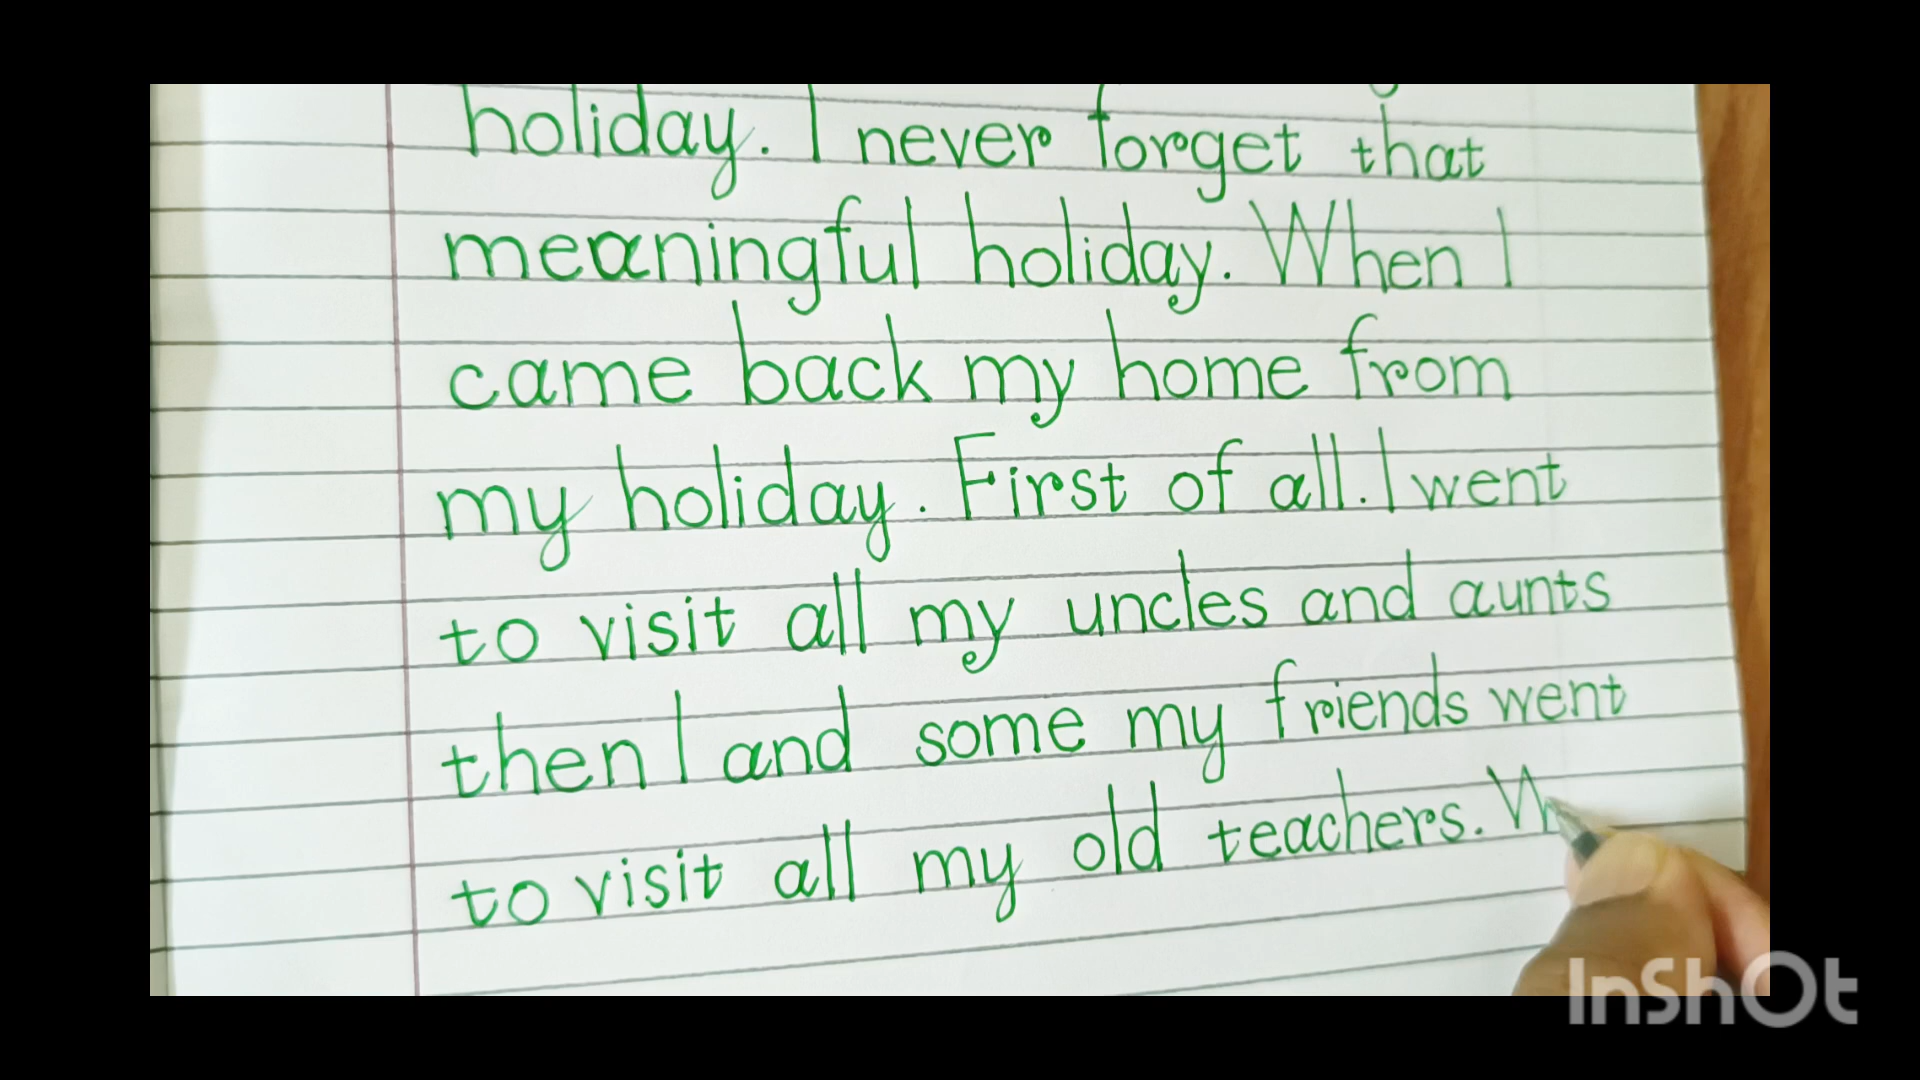 holiday. I never forget that
meaningful holiday. When I
came back my home from
my holiday. First of all. I went
to visit all my uncles and aunts
then I and some my friends went
to visit all my old teachers. W
InShOt